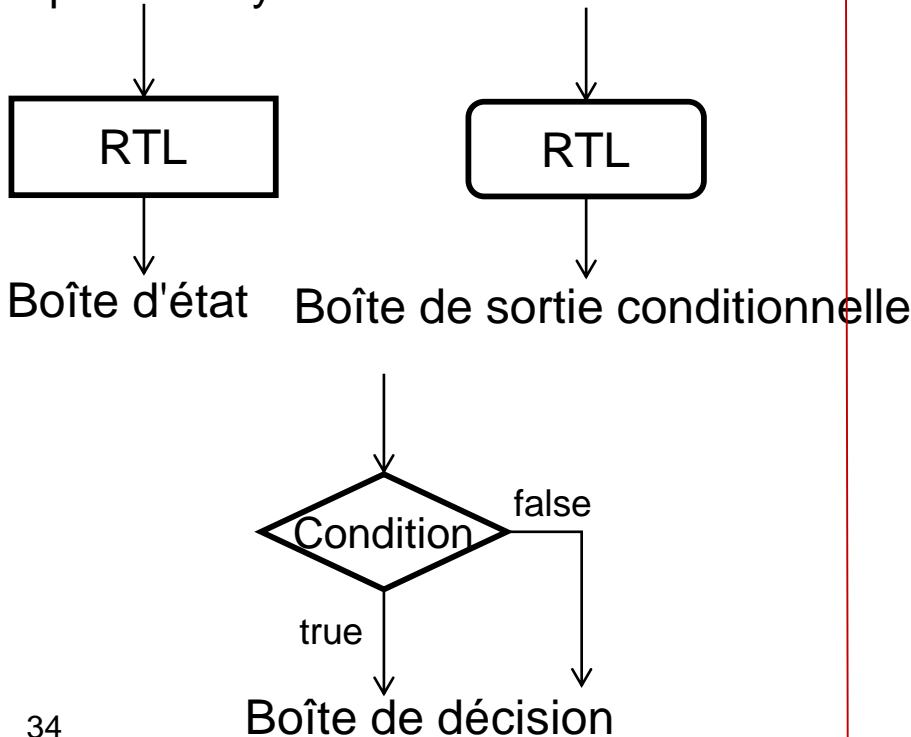 RTL
RTL
Boîte d'état
Boîte de sortie conditionnelle
Condition
false
true
Boîte de décision
34